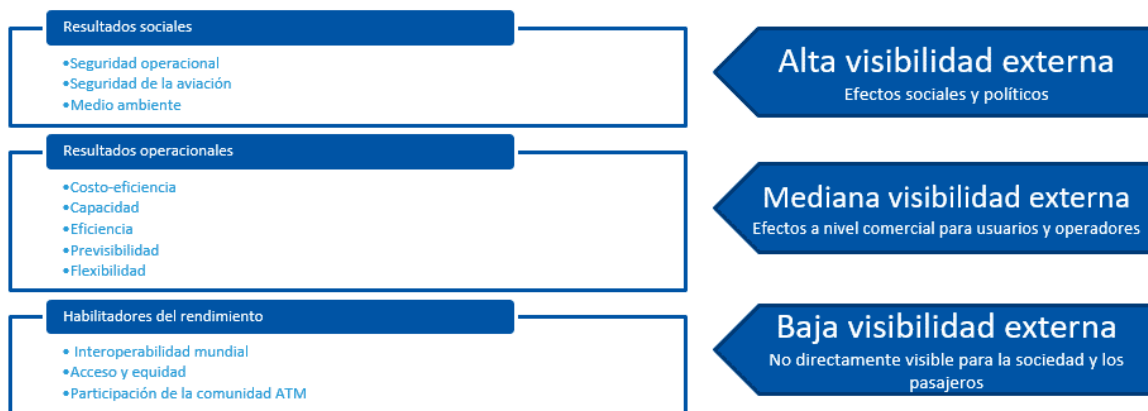 Resultados sociales
•Seguridad operacional
•Seguridad de la aviación
•Medio ambiente
Alta visibilidad externa
Efectos sociales y políticos
Resultados operacionales
•Costo-eficiencia
•Capacidad
•Eficiencia
•Previsibilidad
•Flexibilidad
Mediana visibilidad externa
Efectos a nivel comercial para usuarios y operadores
Habilitadores del rendimiento
• Interoperabilidad mundial
•Acceso y equidad
•Participación de la comunidad ATM
Baja visibilidad externa
No directamente visible para la sociedad y los
pasajeros